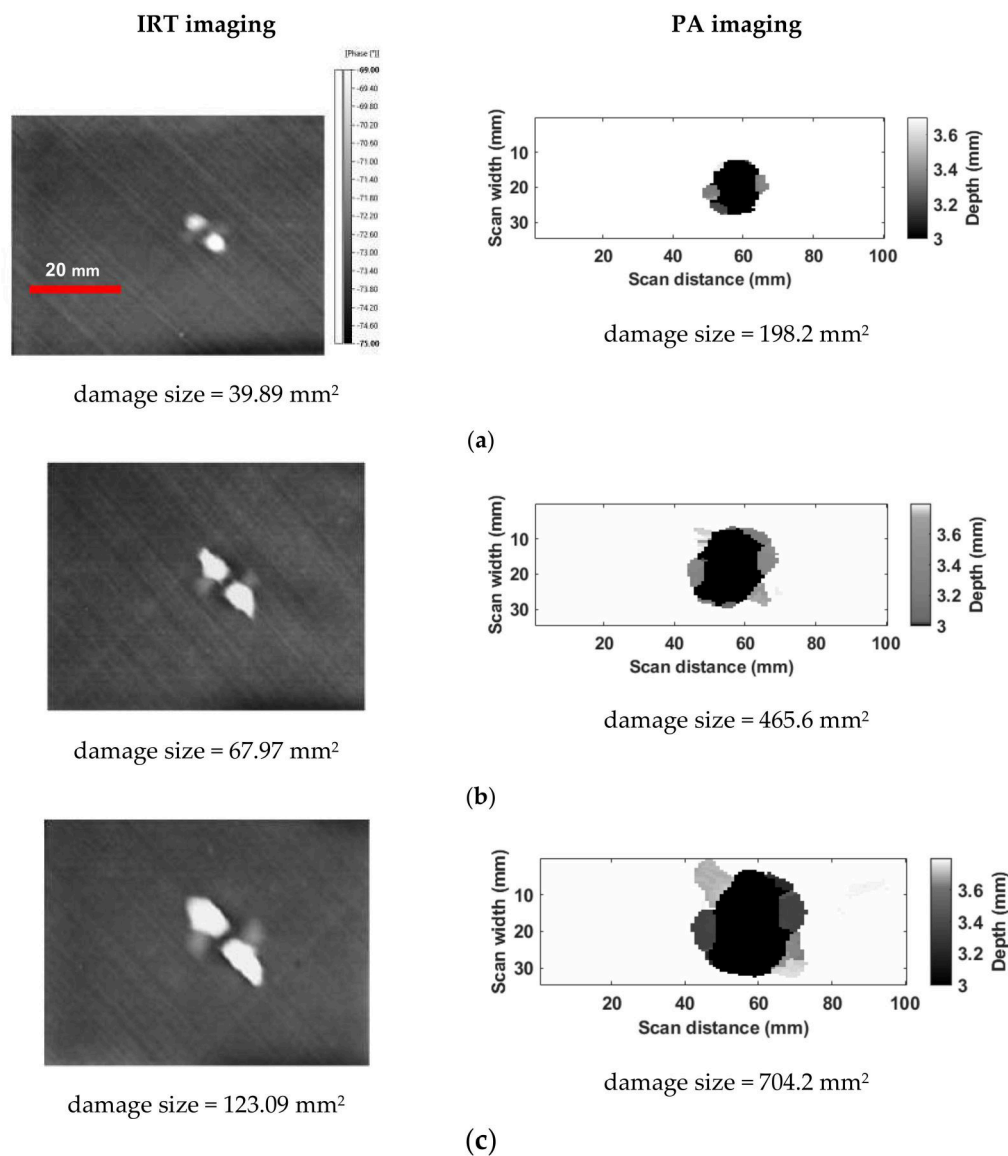 IRT imaging
PA imaging
[Phase (°)]
-69.00
-69.40
-69.80
-70.20
-70.60
-71.00
-71.40
-71.80
-72.20
-72.60
-73.00
-73.40
-73.80
-74.20
-74.60
-75.00
20 mm
Scan width (mm)
10
20
30
20
40
60
80
100
Scan distance (mm)
3.6
3.4
3.2
3
Depth (mm)
damage size = 39.89 mm²
damage size = 198.2 mm²
(a)
Scan width (mm)
10
20
30
20
40
60
80
100
Scan distance (mm)
3.6
3.4
3.2
3
Depth (mm)
damage size = 67.97 mm²
damage size = 465.6 mm²
(b)
Scan width (mm)
10
20
30
20
40
60
80
100
Scan distance (mm)
3.6
3.4
3.2
3
Depth (mm)
damage size = 123.09 mm²
damage size = 704.2 mm²
(c)